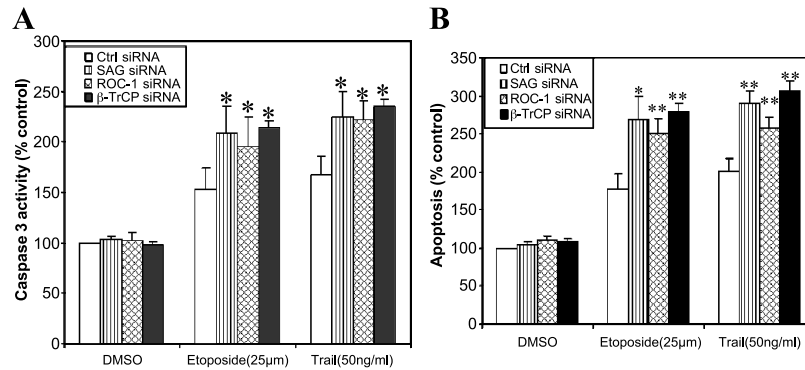 A
300
250
200
150
100
50
0
Caspase 3 activity (% control)
Ctrl siRNA
SAG siRNA
ROC-1 siRNA
β-TrCP siRNA
*
*
*
*
*
*
DMSO
Etoposide(25μm)
Trail(50ng/ml)
B
350
300
250
200
150
100
50
0
Apoptosis (% control)
Ctrl siRNA
SAG siRNA
ROC-1 siRNA
β-TrCP siRNA
*
**
**
**
**
**
DMSO
Etoposide(25μm)
Trail(50ng/ml)